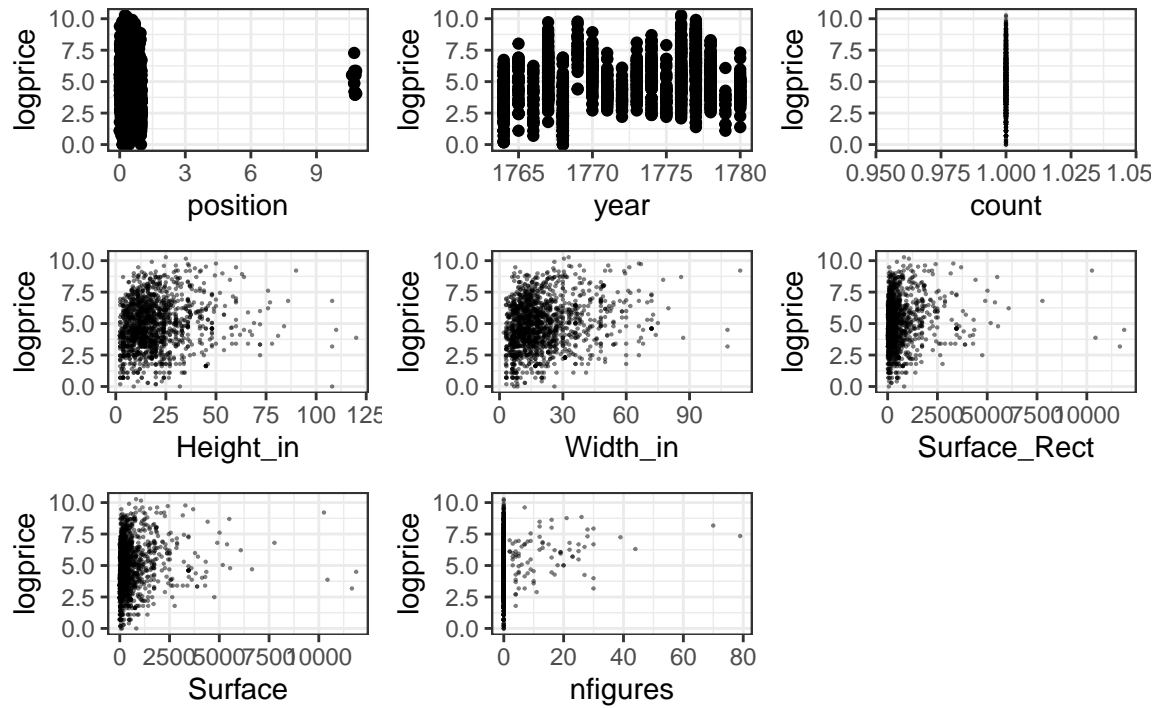 10.0 10.0 10.0
7.5 7.5 7.5
5.0 5.0 5.0
2.5 2.5 2.5
0.0 0.0 0.0
logprice logprice logprice
0 3 6 9 1765 1770 1775 1780 0.950 0.975 1.000 1.025 1.05
position year count
10.0 10.0 10.0
7.5 7.5 7.5
5.0 5.0 5.0
2.5 2.5 2.5
0.0 0.0 0.0
logprice logprice logprice
0 25 50 75 100 125 0 30 60 90 0 2500 5000 7500 10000
Height_in Width_in Surface_Rect
10.0 10.0
7.5 7.5
5.0 5.0
2.5 2.5
0.0 0.0
logprice logprice
0 2500 5000 7500 10000 0 20 40 60 80
Surface nfigures